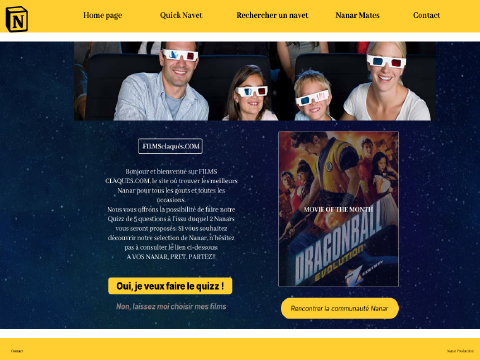 N
Home page
Quick Navet
Rechercher un navet
Nanar Mates
Contact
FILMSclaqués.COM
Bonjour et bienvenue sur FILMS
CLAQUES.COM, le site où trouver les meilleurs
Nanar pour tous les gouts et toutes les
occasions.
Nous vous offrons la possibilité de faire notre
Quizz de 5 questions à l'issu duquel 2 Nanars
vous seront proposés. Si vous souhaitez
découvrir notre selection de Nanar, n'hésitez
pas à consulter le lien ci-dessous
A VOS NANAR, PRET, PARTEZ!!
Oui, je veux faire le quizz !
Non, laissez moi choisir mes films
MOVIE OF THE MONTH
DRAGONBALL
EVOLUTION
Rencontrer la communauté Nanar
Contact